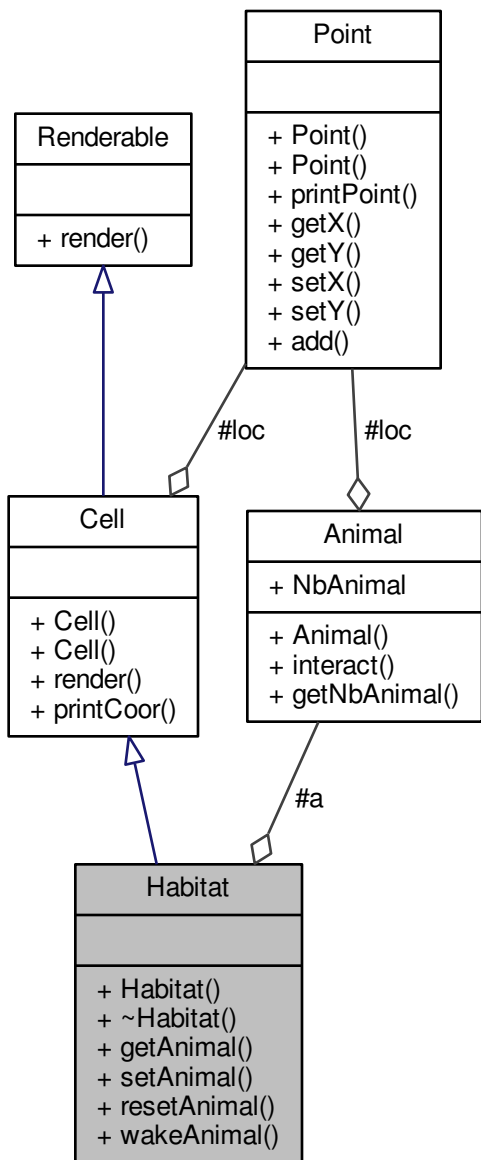 Point
+ Point()
+ Point()
+ printPoint()
+ getX()
+ getY()
+ setX()
+ setY()
+ add()
Renderable
+ render()
#loc
#loc
Cell
+ Cell()
+ Cell()
+ render()
+ printCoor()
Animal
+ NbAnimal
+ Animal()
+ interact()
+ getNbAnimal()
#a
Habitat
+ Habitat()
+ ~Habitat()
+ getAnimal()
+ setAnimal()
+ resetAnimal()
+ wakeAnimal()